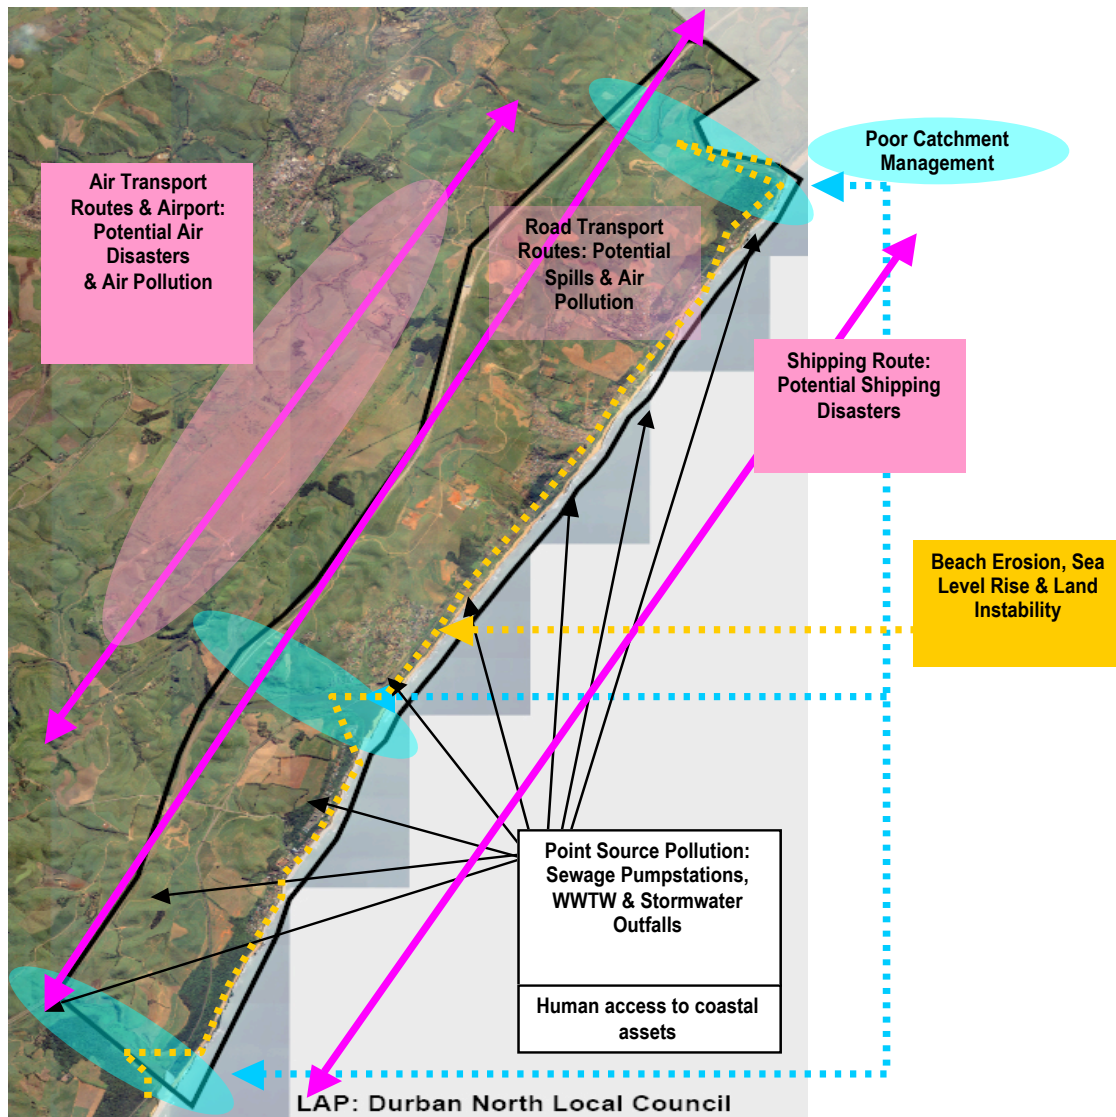 Poor Catchment
Management
Air Transport
Routes & Airport:
Potential Air
Disasters
& Air Pollution
Road Transport
Routes: Potential
Spills & Air
Pollution
Shipping Route:
Potential Shipping
Disasters
Beach Erosion, Sea
Level Rise & Land
Instability
Point Source Pollution:
Sewage Pumpstations,
WWTW & Stormwater
Outfalls
Human access to coastal
assets
LAP: Durban North Local Council